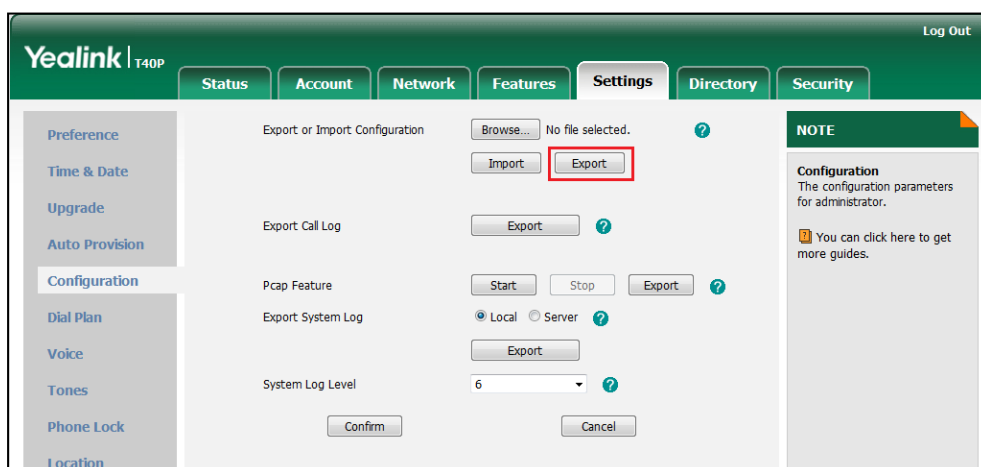 Log Out
Yealink T40P
Status Account Network Features Settings Directory Security
Preference
Time & Date
Upgrade
Auto Provision
Configuration
Dial Plan
Voice
Tones
Phone Lock
Location
Export or Import Configuration Browse... No file selected. ?
Import Export
Export Call Log Export ?
Pcap Feature Start Stop Export ?
Export System Log Local Server ?
Export
System Log Level 6 ?
Confirm Cancel
NOTE
Configuration
The configuration parameters
for administrator.
? You can click here to get
more guides.